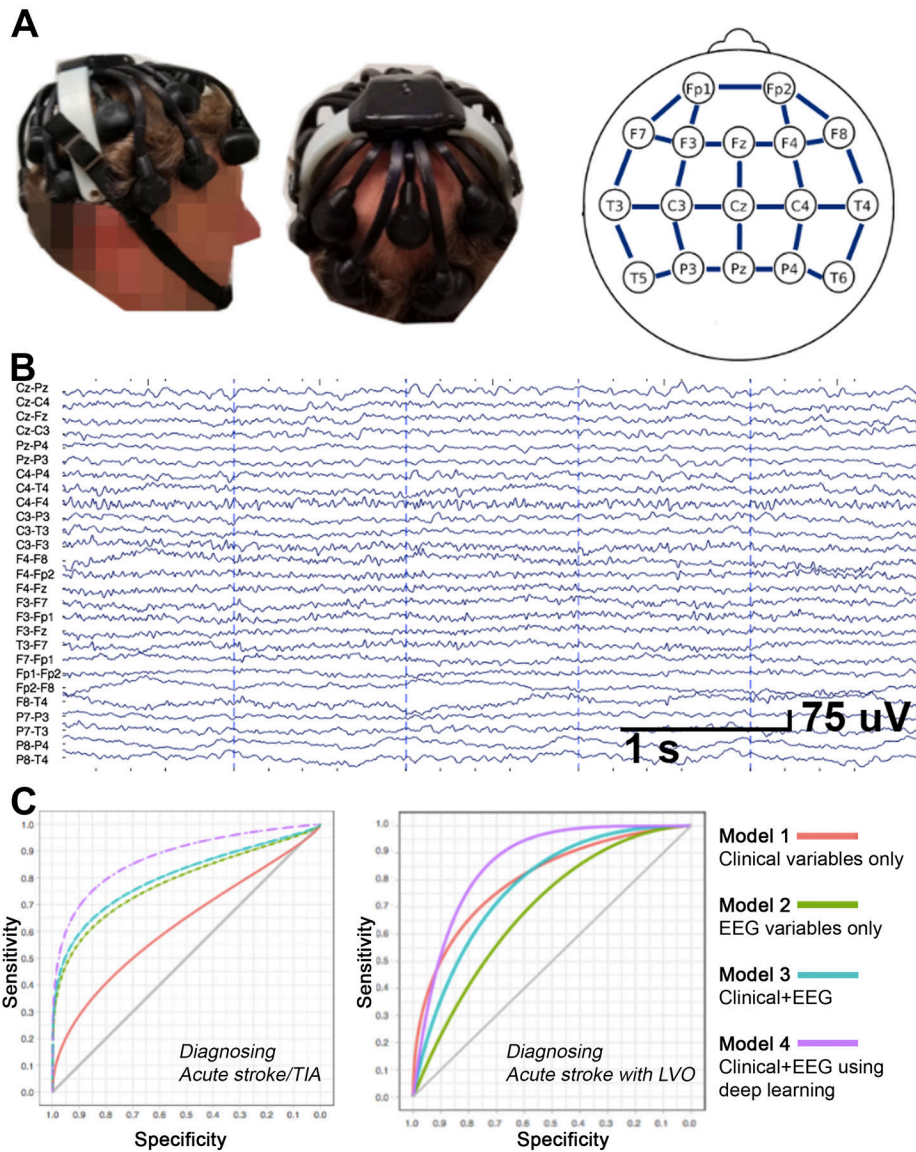 A
Fp1 Fp2
F7 F3 Fz F4 F8
T3 C3 Cz C4 T4
T5 P3 Pz P4 T6
B
Cz-Pz
Cz-C4
Cz-Fz
Cz-C3
Pz-P4
Pz-P3
C4-P4
C4-T4
C4-F4
C3-P3
C3-T3
C3-F3
F4-F8
F4-Fp2
F4-Fz
F3-F7
F3-Fp1
F3-Fz
T3-F7
F7-Fp1
Fp1-Fp2
Fp2-F8
F8-T4
P7-P3
P7-T3
P8-P4
P8-T4
75 uV
1 s
C
Sensitivity
1.0
0.9
0.8
0.7
0.6
0.5
0.4
0.3
0.2
0.1
0.0
Diagnosing
Acute stroke/TIA
1.0 0.9 0.8 0.7 0.6 0.5 0.4 0.3 0.2 0.1 0.0
Specificity
Sensitivity
1.0
0.9
0.8
0.7
0.6
0.5
0.4
0.3
0.2
0.1
0.0
Diagnosing
Acute stroke with LVO
1.0 0.9 0.8 0.7 0.6 0.5 0.4 0.3 0.2 0.1 0.0
Specificity
Model 1
Clinical variables only
Model 2
EEG variables only
Model 3
Clinical+EEG
Model 4
Clinical+EEG using
deep learning